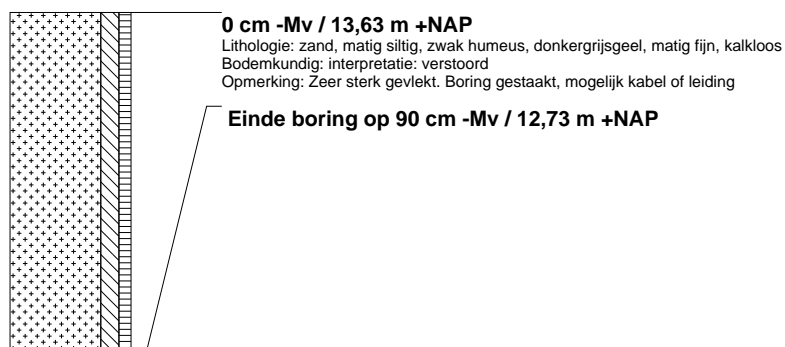 0 cm -Mv / 13,63 m +NAP
Lithologie: zand, matig siltig, zwak humeus, donkergrijsgeel, matig fijn, kalkloos
Bodemkundig: interpretatie: verstoord
Opmerking: Zeer sterk gevlekt. Boring gestaakt, mogelijk kabel of leiding
Einde boring op 90 cm -Mv / 12,73 m +NAP